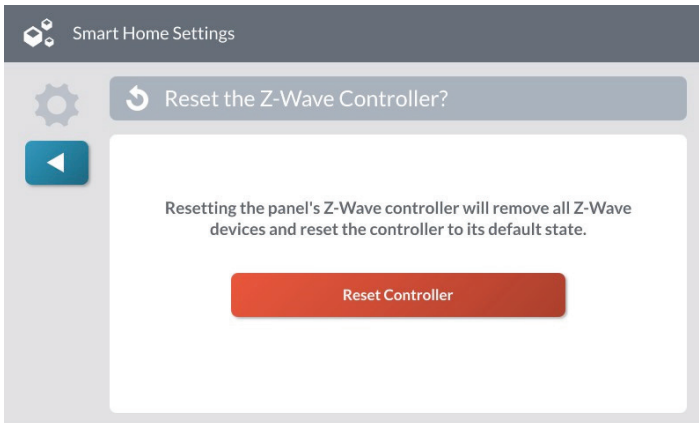 Smart Home Settings
Reset the Z-Wave Controller?
Resetting the panel's Z-Wave controller will remove all Z-Wave
devices and reset the controller to its default state.
Reset Controller